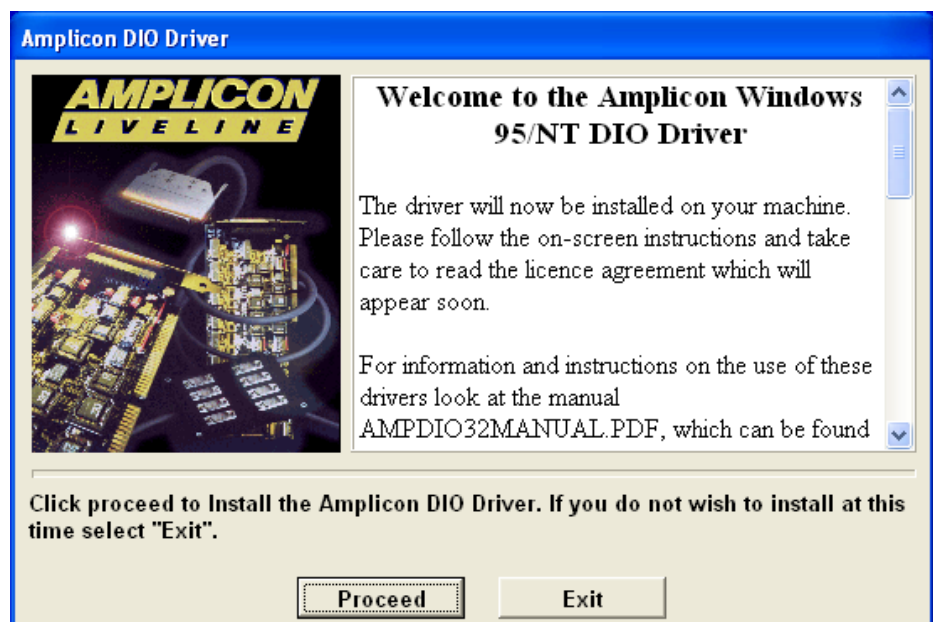 Amplicon DIO Driver
AMPLICON
LIVELINE
Welcome to the Amplicon Windows
95/NT DIO Driver
The driver will now be installed on your machine.
Please follow the on-screen instructions and take
care to read the licence agreement which will
appear soon.
For information and instructions on the use of these
drivers look at the manual
AMPDIO32MANUAL.PDF, which can be found
Click proceed to Install the Amplicon DIO Driver. If you do not wish to install at this
time select "Exit".
Proceed
Exit